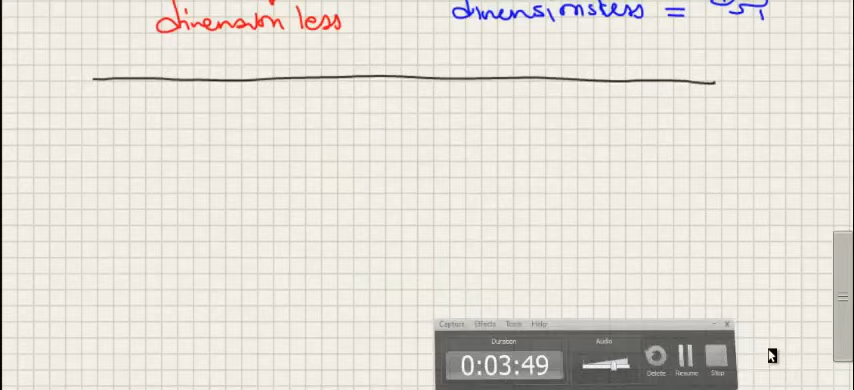 dimension less
dimensionless =
Capture Effects Tools Help
Duration Audio
0:03:49
Delete Resume Stop